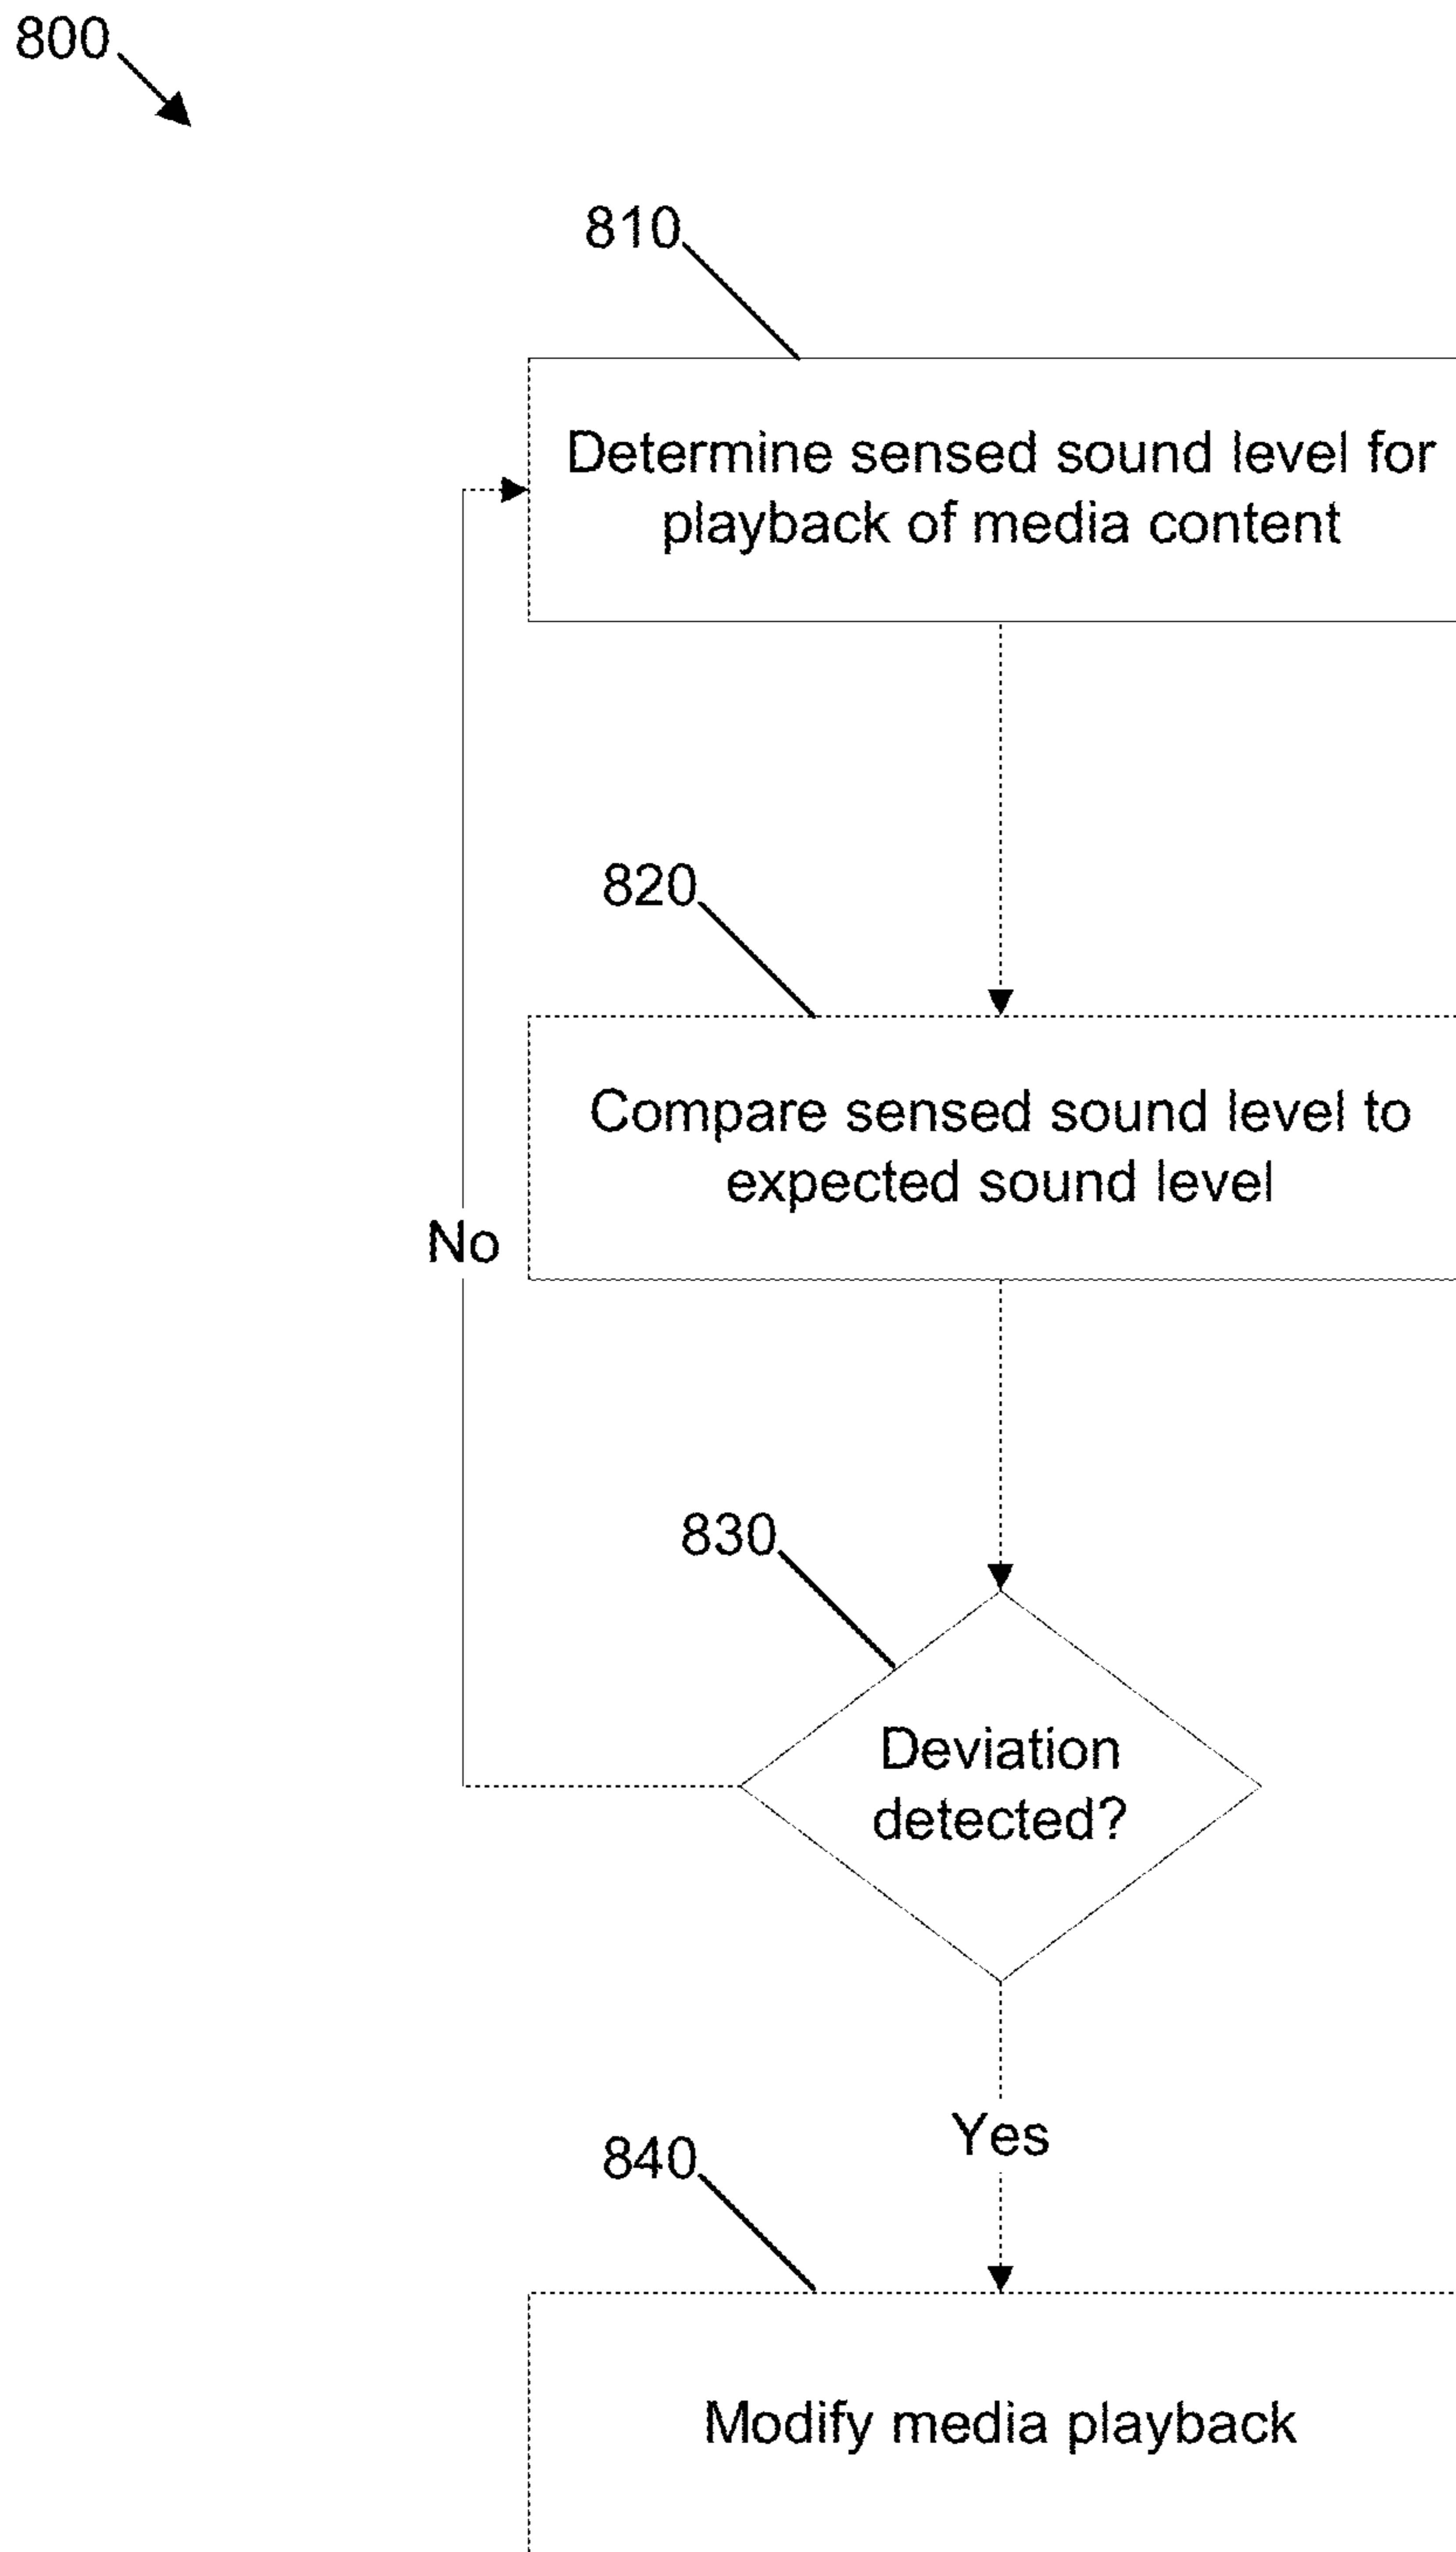 800
810
Determine sensed sound level for
playback of media content
820
Compare sensed sound level to
expected sound level
No
830
Deviation
detected?
Yes
840
Modify media playback